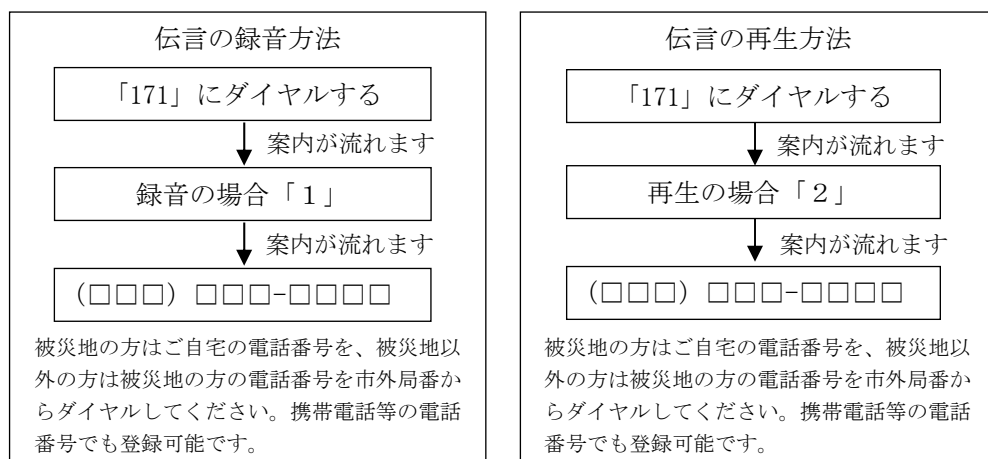 伝言の録音方法
「171」にダイヤルする
案内が流れます
録音の場合「１」
案内が流れます
(□□□) □□□-□□□□
被災地の方はご自宅の電話番号を、被災地以
外の方は被災地の方の電話番号を市外局番か
らダイヤルしてください。携帯電話等の電話
番号でも登録可能です。
伝言の再生方法
「171」にダイヤルする
案内が流れます
再生の場合「２」
案内が流れます
(□□□) □□□-□□□□
被災地の方はご自宅の電話番号を、被災地以
外の方は被災地の方の電話番号を市外局番か
らダイヤルしてください。携帯電話等の電話
番号でも登録可能です。